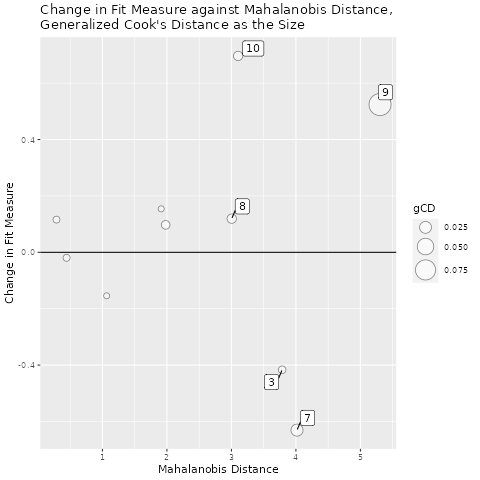 Change in Fit Measure against Mahalanobis Distance,
Generalized Cook's Distance as the Size
10
9
8
3
7
0.4
0.0
-0.4
Change in Fit Measure
1 2 3 4 5
Mahalanobis Distance
gCD
0.025
0.050
0.075